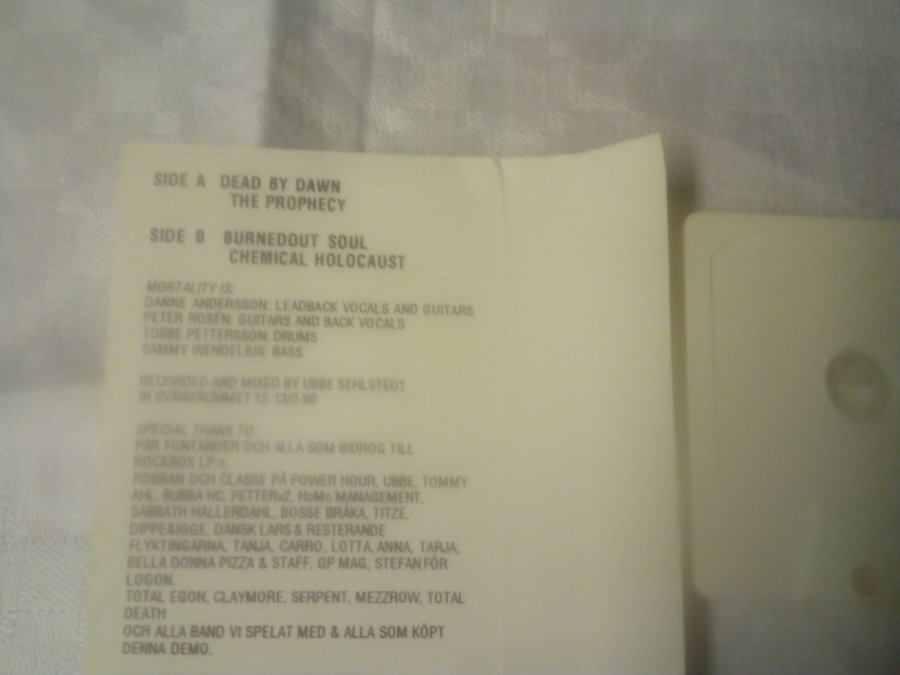 SIDE A DEAD BY DAWN
THE PROPHECY
SIDE B BURNEDOUT SOUL
CHEMICAL HOLOCAUST
MORTALITY IS:
DANNE ANDERSSON: LEADBACK VOCALS AND GUITARS
PETER ROSÉN: GUITARS AND BACK VOCALS
TOBBE PETTERSSON: DRUMS
SAMMY WENDELIUS: BASS
RECORDED AND MIXED BY UBBE SEHLSTEDT
IN SVÄNGRUMMET 12-13/2-90
SPECIAL THANK TO:
PÄR FONTANDER OCH ALLA SOM BIDROG TILL
ROCKBOX LP:n,
ROBBAN OCH CLASSE PÅ POWER HOUR, UBBE, TOMMY
AHL, BUBBA HC, PETTERx2, HoMo MANAGEMENT,
SABBATH HALLERDAHL, BOSSE BRÅKA, TITZE,
DIPPE&IGGE, DANSK LARS & RESTERANDE
FLYKTINGARNA, TANJA, CARRO, LOTTA, ANNA, TARJA,
BELLA DONNA PIZZA & STAFF, GP MAG, STEFAN FÖR
LOGON.
TOTAL EGON, CLAYMORE, SERPENT, MEZZROW, TOTAL
DEATH
OCH ALLA BAND VI SPELAT MED & ALLA SOM KÖPT
DENNA DEMO.